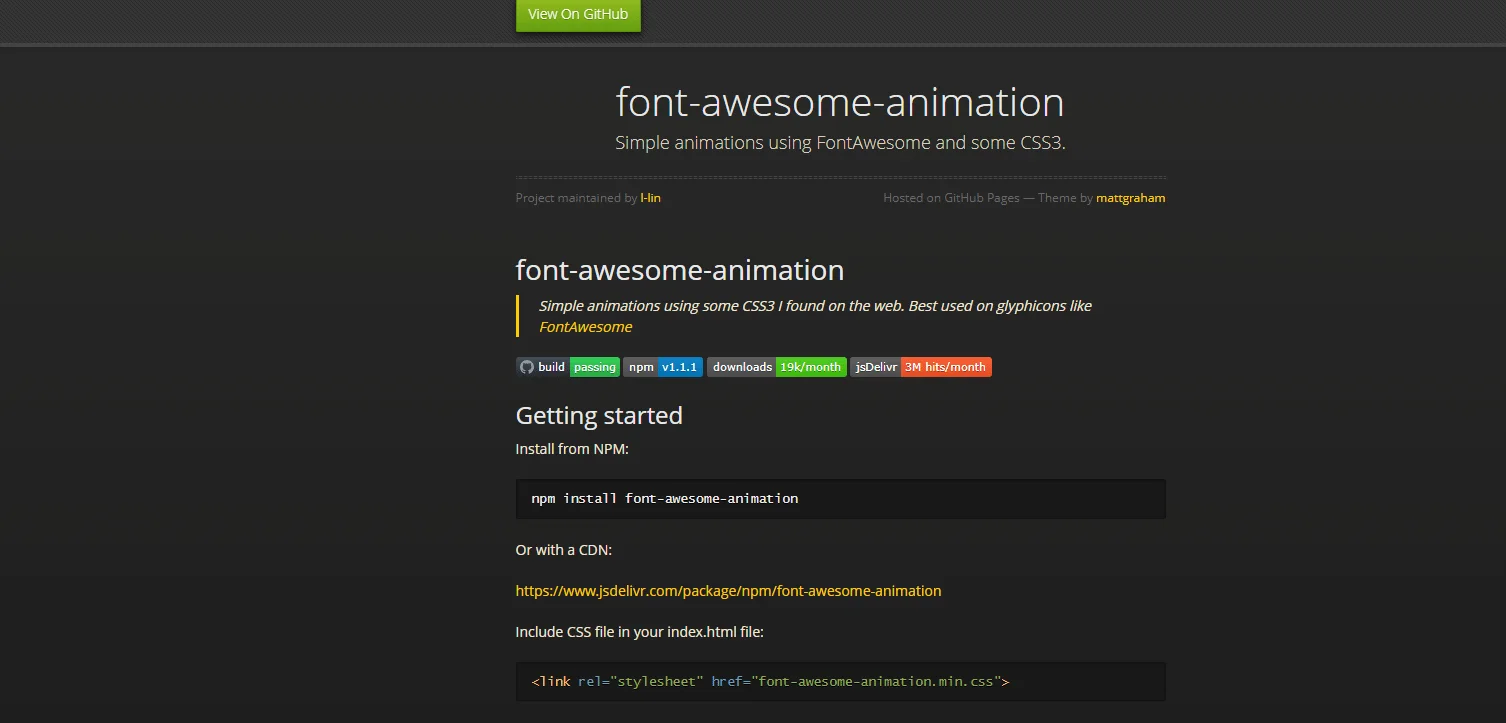 View On GitHub
font-awesome-animation
Simple animations using FontAwesome and some CSS3.
Project maintained by l-lin
Hosted on GitHub Pages — Theme by mattgraham
font-awesome-animation
Simple animations using some CSS3 I found on the web. Best used on glyphicons like
FontAwesome
build passing npm v1.1.1 downloads 19k/month jsDelivr 3M hits/month
Getting started
Install from NPM:
npm install font-awesome-animation
Or with a CDN:
https://www.jsdelivr.com/package/npm/font-awesome-animation
Include CSS file in your index.html file:
<link rel="stylesheet" href="font-awesome-animation.min.css">